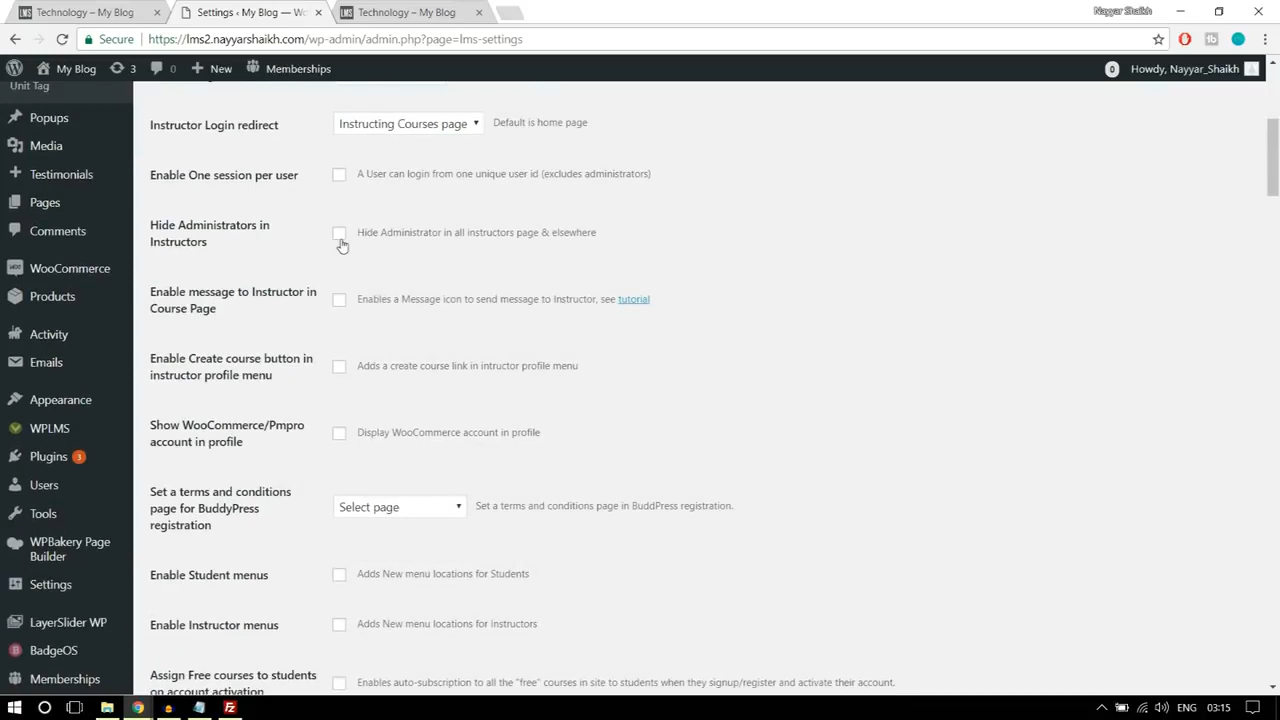 Technology – My Blog
Settings ‹ My Blog — Wo
Technology – My Blog
Nayyar Shaikh
Secure
https://lms2.nayyarshaikh.com/wp-admin/admin.php?page=lms-settings
tb
My Blog
3
0
New
Memberships
0
Howdy, Nayyar_Shaikh
Unit Tag
Popups
Media
Testimonials
Pages
Comments
WooCommerce
Products
Activity
Emails
Appearance
WPLMS
Plugins 3
Users
Tools
WPBakery Page
Builder
Settings
LayerSlider WP
BadgeOS
Memberships
Instructor Login redirect
Instructing Courses page
Default is home page
Enable One session per user
A User can login from one unique user id (excludes administrators)
Hide Administrators in
Instructors
Hide Administrator in all instructors page & elsewhere
Enable message to Instructor in
Course Page
Enables a Message icon to send message to Instructor, see tutorial
Enable Create course button in
instructor profile menu
Adds a create course link in intructor profile menu
Show WooCommerce/Pmpro
account in profile
Display WooCommerce account in profile
Set a terms and conditions
page for BuddyPress
registration
Select page
Set a terms and conditions page in BuddPress registration.
Enable Student menus
Adds New menu locations for Students
Enable Instructor menus
Adds New menu locations for Instructors
Assign Free courses to students
on account activation
Enables auto-subscription to all the "free" courses in site to students when they signup/register and activate their account.
ENG
03:15